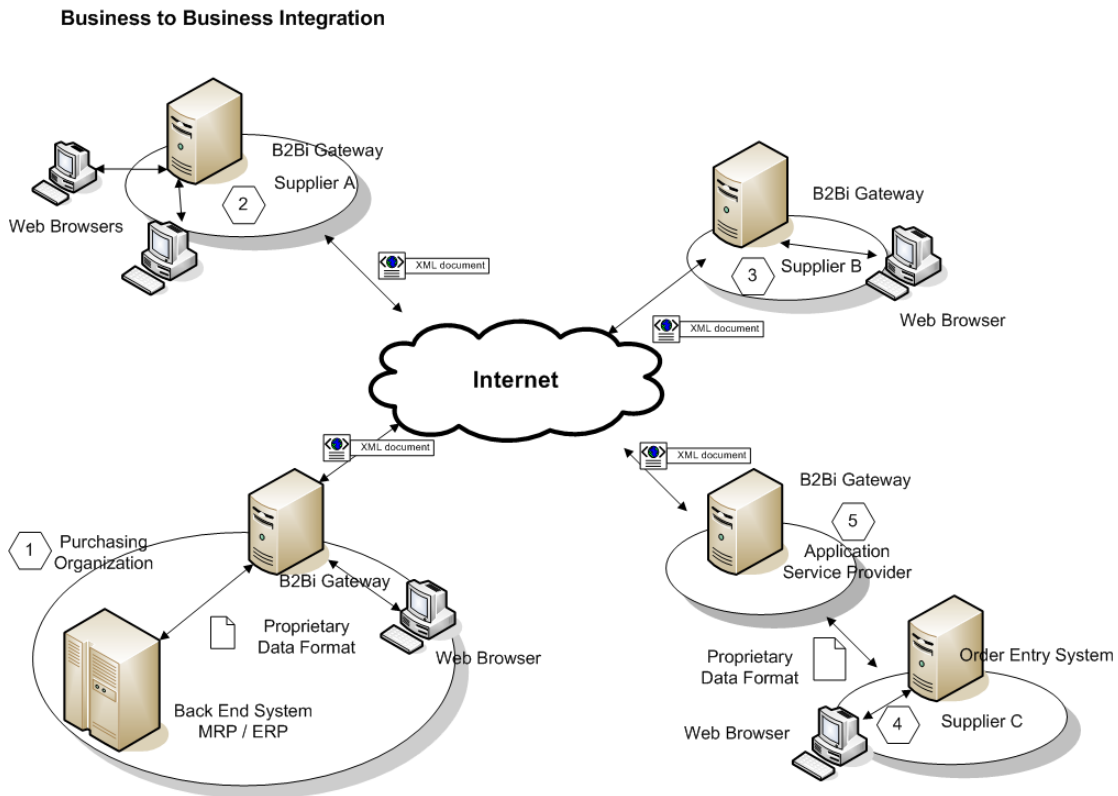 Business to Business Integration
B2Bi Gateway
Supplier A
2
Web Browsers
XML document
B2Bi Gateway
3
Supplier B
Web Browser
XML document
Internet
XML document
XML document
B2Bi Gateway
5
Application
Service Provider
1
Purchasing
Organization
B2Bi Gateway
Proprietary
Data Format
Web Browser
Back End System
MRP / ERP
Proprietary
Data Format
Order Entry System
4
Supplier C
Web Browser